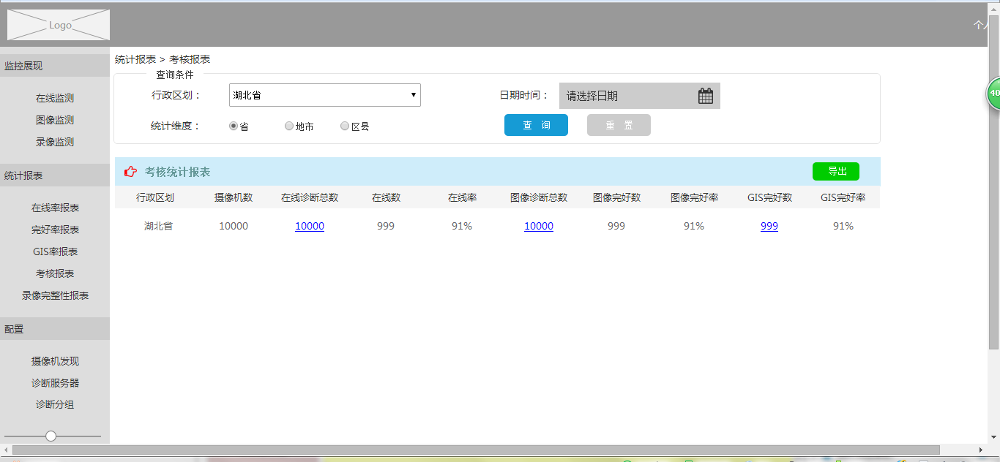 Logo
个人
监控展现
在线监测
图像监测
录像监测
统计报表
在线率报表
完好率报表
GIS率报表
考核报表
录像完整性报表
配置
摄像机发现
诊断服务器
诊断分组
统计报表 > 考核报表
查询条件
行政区划： 湖北省 日期时间： 请选择日期
统计维度： 省 地市 区县 查 询 重 置
考核统计报表 导出
行政区划 摄像机数 在线诊断总数 在线数 在线率 图像诊断总数 图像完好数 图像完好率 GIS完好数 GIS完好率
湖北省 10000 10000 999 91% 10000 999 91% 999 91%
40